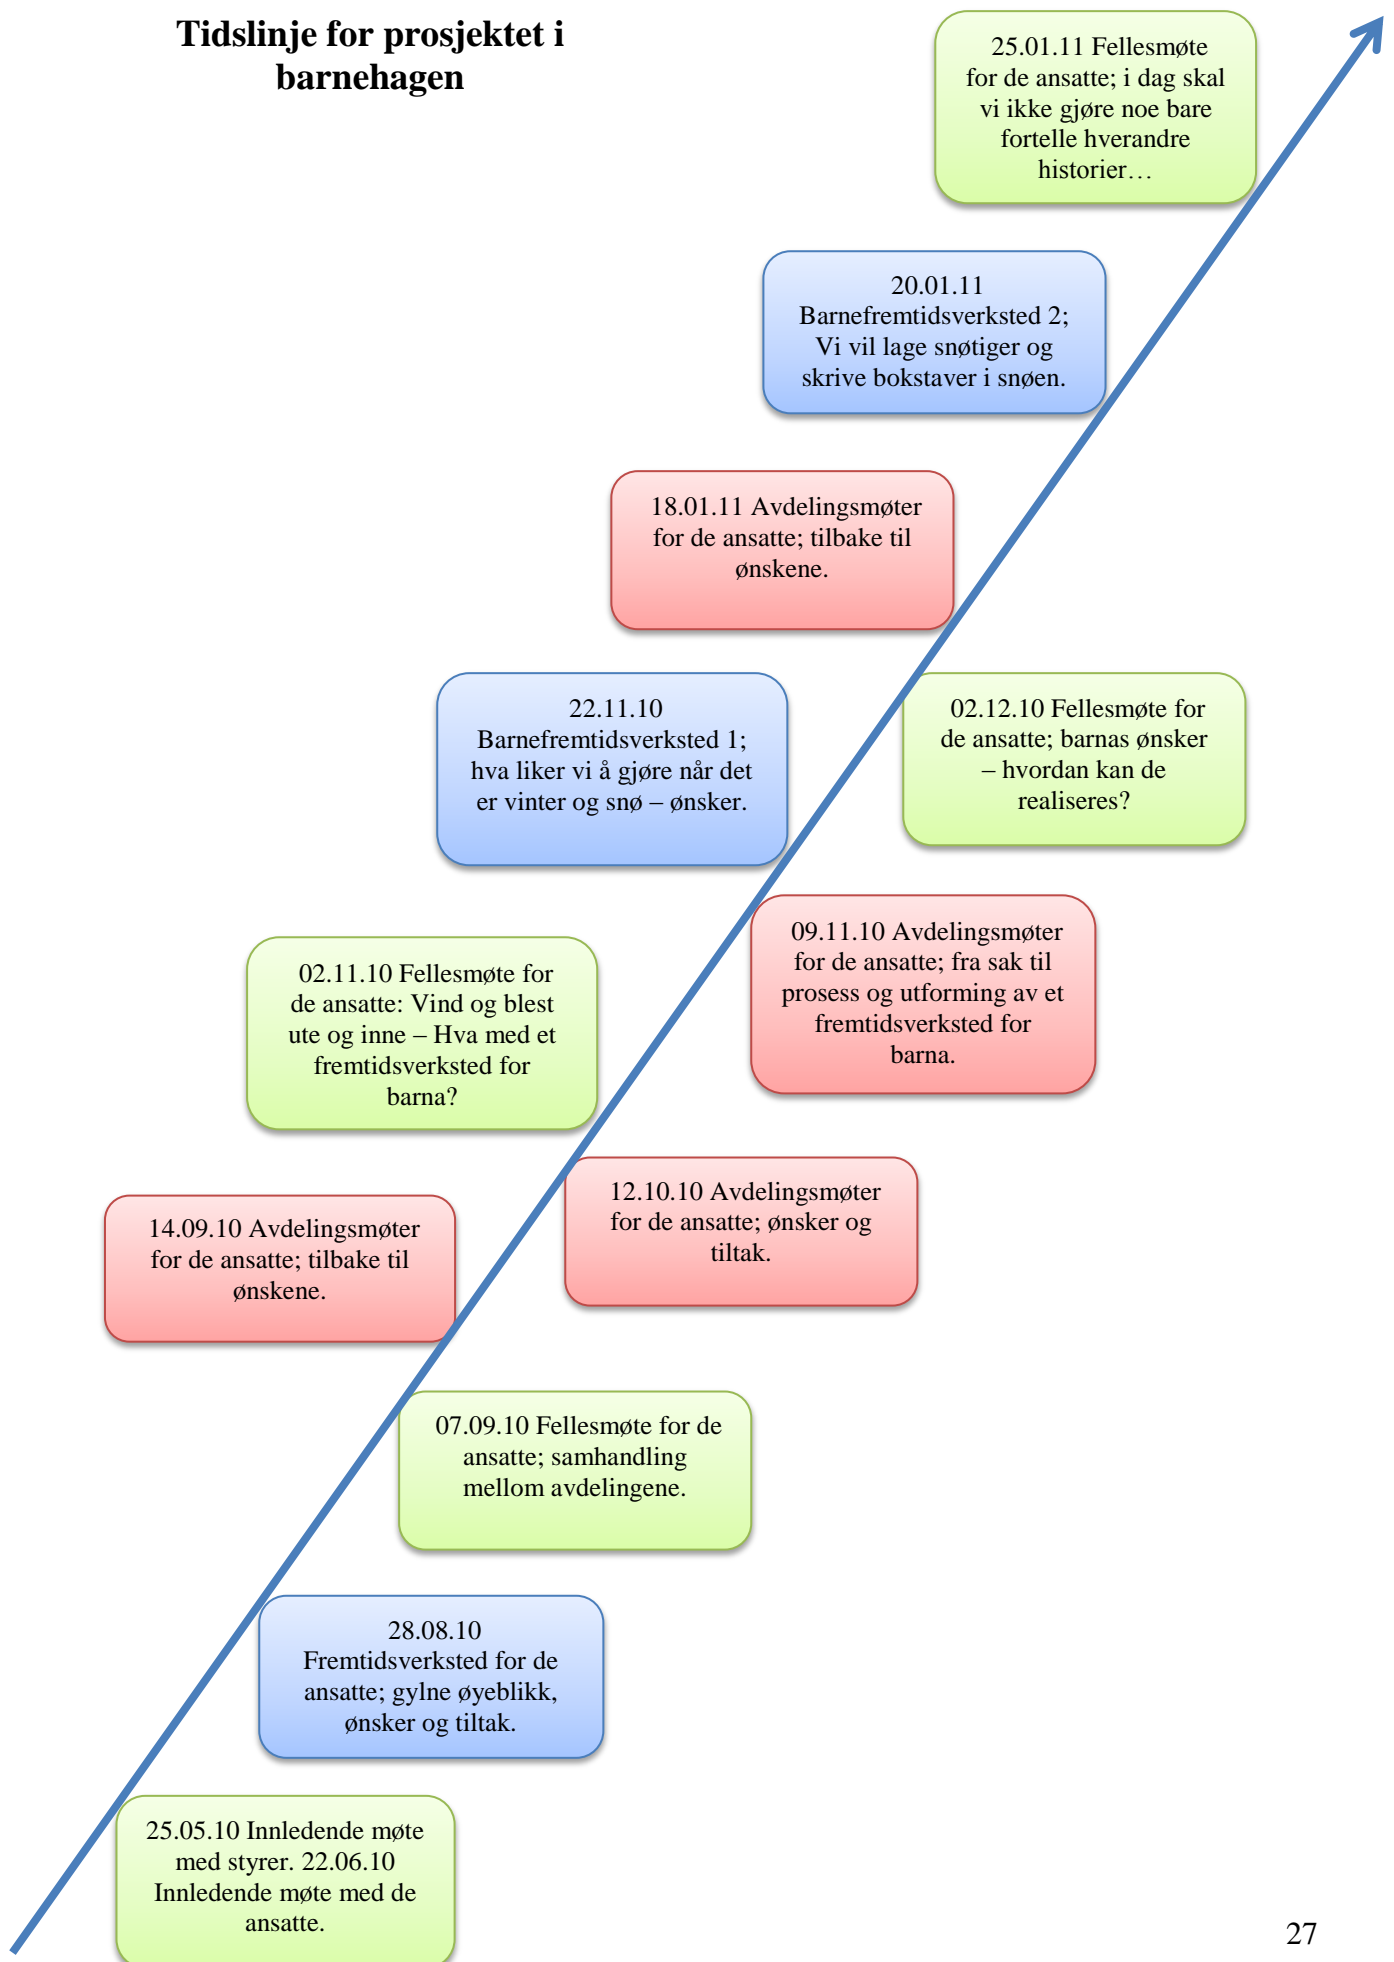 Tidslinje for prosjektet i
barnehagen
25.01.11 Fellesmøte
for de ansatte; i dag skal
vi ikke gjøre noe bare
fortelle hverandre
historier…
20.01.11
Barnefremtidsverksted 2;
Vi vil lage snøtiger og
skrive bokstaver i snøen.
18.01.11 Avdelingsmøter
for de ansatte; tilbake til
ønskene.
22.11.10
Barnefremtidsverksted 1;
hva liker vi å gjøre når det
er vinter og snø – ønsker.
02.12.10 Fellesmøte for
de ansatte; barnas ønsker
– hvordan kan de
realiseres?
02.11.10 Fellesmøte for
de ansatte: Vind og blest
ute og inne – Hva med et
fremtidsverksted for
barna?
09.11.10 Avdelingsmøter
for de ansatte; fra sak til
prosess og utforming av et
fremtidsverksted for
barna.
14.09.10 Avdelingsmøter
for de ansatte; tilbake til
ønskene.
12.10.10 Avdelingsmøter
for de ansatte; ønsker og
tiltak.
07.09.10 Fellesmøte for de
ansatte; samhandling
mellom avdelingene.
28.08.10
Fremtidsverksted for de
ansatte; gylne øyeblikk,
ønsker og tiltak.
25.05.10 Innledende møte
med styrer. 22.06.10
Innledende møte med de
ansatte.
27